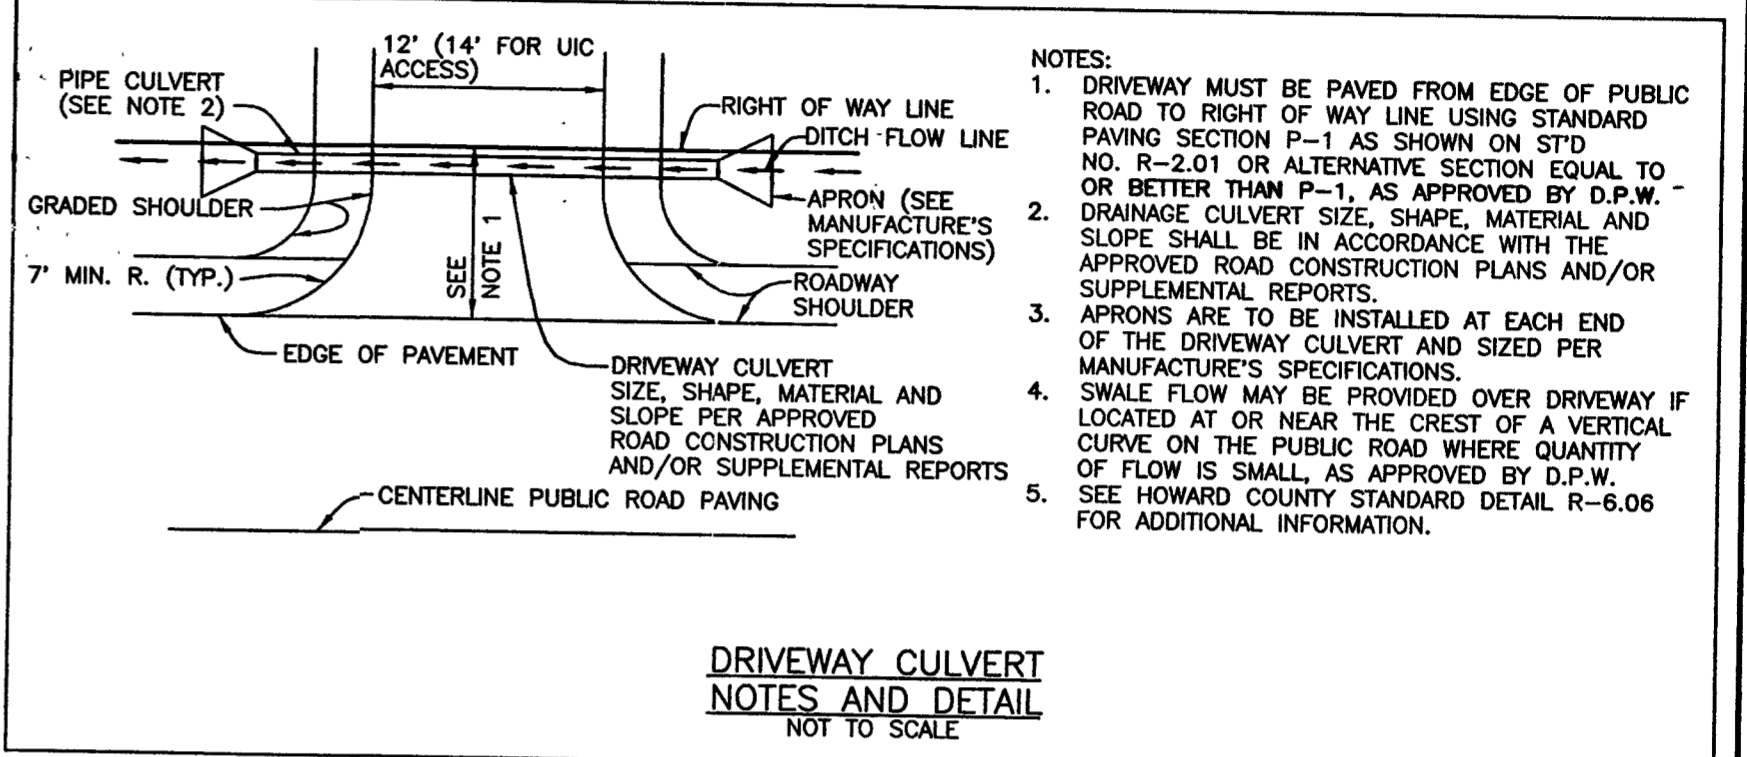 12' (14' FOR UIC
ACCESS)
PIPE CULVERT
(SEE NOTE 2)
RIGHT OF WAY LINE
DITCH FLOW LINE
GRADED SHOULDER
APRON (SEE
MANUFACTURE'S
SPECIFICATIONS)
7' MIN. R. (TYP.)
SEE
NOTE 1
ROADWAY
SHOULDER
EDGE OF PAVEMENT
DRIVEWAY CULVERT
SIZE, SHAPE, MATERIAL AND
SLOPE PER APPROVED
ROAD CONSTRUCTION PLANS
AND/OR SUPPLEMENTAL REPORTS
CENTERLINE PUBLIC ROAD PAVING
NOTES:
1. DRIVEWAY MUST BE PAVED FROM EDGE OF PUBLIC
ROAD TO RIGHT OF WAY LINE USING STANDARD
PAVING SECTION P-1 AS SHOWN ON ST'D
NO. R-2.01 OR ALTERNATIVE SECTION EQUAL TO
OR BETTER THAN P-1, AS APPROVED BY D.P.W.
2. DRAINAGE CULVERT SIZE, SHAPE, MATERIAL AND
SLOPE SHALL BE IN ACCORDANCE WITH THE
APPROVED ROAD CONSTRUCTION PLANS AND/OR
SUPPLEMENTAL REPORTS.
3. APRONS ARE TO BE INSTALLED AT EACH END
OF THE DRIVEWAY CULVERT AND SIZED PER
MANUFACTURE'S SPECIFICATIONS.
4. SWALE FLOW MAY BE PROVIDED OVER DRIVEWAY IF
LOCATED AT OR NEAR THE CREST OF A VERTICAL
CURVE ON THE PUBLIC ROAD WHERE QUANTITY
OF FLOW IS SMALL, AS APPROVED BY D.P.W.
5. SEE HOWARD COUNTY STANDARD DETAIL R-6.06
FOR ADDITIONAL INFORMATION.
DRIVEWAY CULVERT
NOTES AND DETAIL
NOT TO SCALE